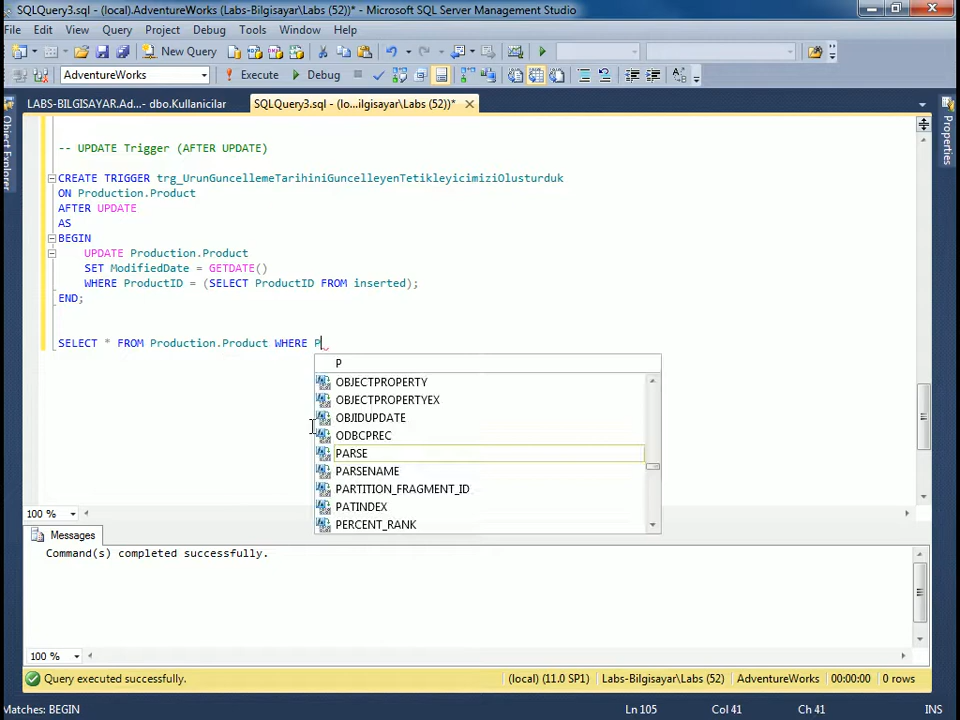 SQLQuery3.sql - (local).AdventureWorks (Labs-Bilgisayar\Labs (52))* - Microsoft SQL Server Management Studio
File Edit View Query Project Debug Tools Window Help
New Query
AdventureWorks Execute Debug
LABS-BILGISAYAR.Ad...- dbo.Kullanicilar SQLQuery3.sql - (lo...ilgisayar\Labs (52))*
Object Explorer
Properties
-- UPDATE Trigger (AFTER UPDATE)
CREATE TRIGGER trg_UrunGuncellemeTarihiniGuncelleyenTetikleyicimiziOlusturduk
ON Production.Product
AFTER UPDATE
AS
BEGIN
UPDATE Production.Product
SET ModifiedDate = GETDATE()
WHERE ProductID = (SELECT ProductID FROM inserted);
END;
SELECT * FROM Production.Product WHERE P
P
OBJECTPROPERTY
OBJECTPROPERTYEX
OBJIDUPDATE
ODBCPREC
PARSE
PARSENAME
PARTITION_FRAGMENT_ID
PATINDEX
PERCENT_RANK
100 %
Messages
Command(s) completed successfully.
100 %
Query executed successfully. (local) (11.0 SP1) Labs-Bilgisayar\Labs (52) AdventureWorks 00:00:00 0 rows
Matches: BEGIN Ln 105 Col 41 Ch 41 INS